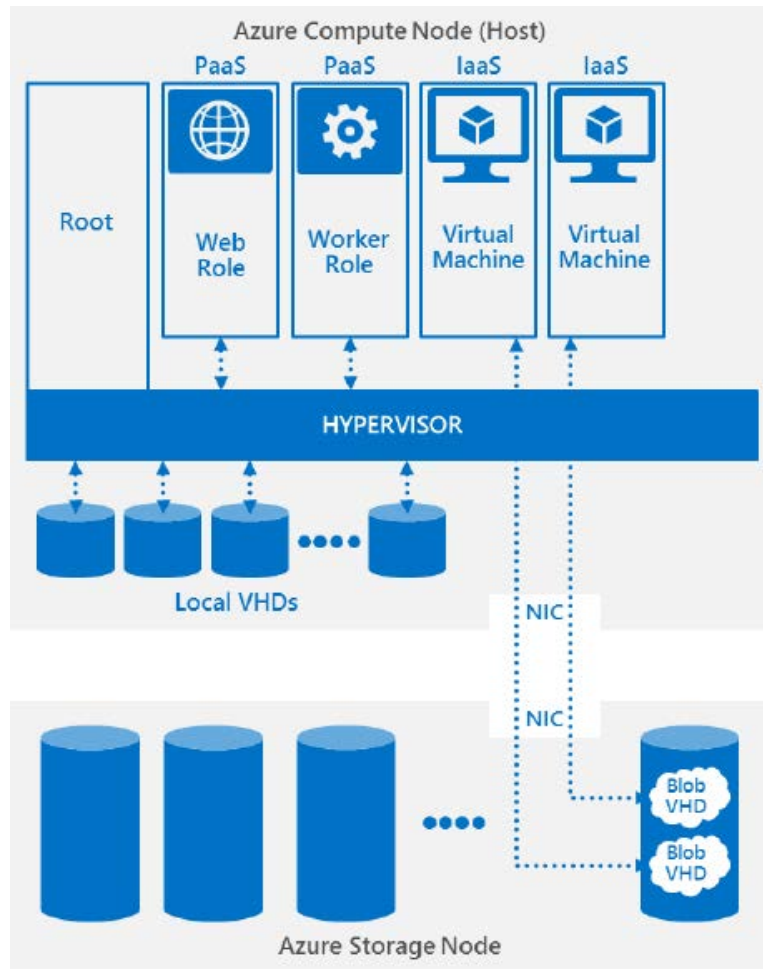 Azure Compute Node (Host)
PaaS
PaaS
IaaS
IaaS
Root
Web
Role
Worker
Role
Virtual
Machine
Virtual
Machine
HYPERVISOR
Local VHDs
NIC
NIC
Blob
VHD
Blob
VHD
Azure Storage Node